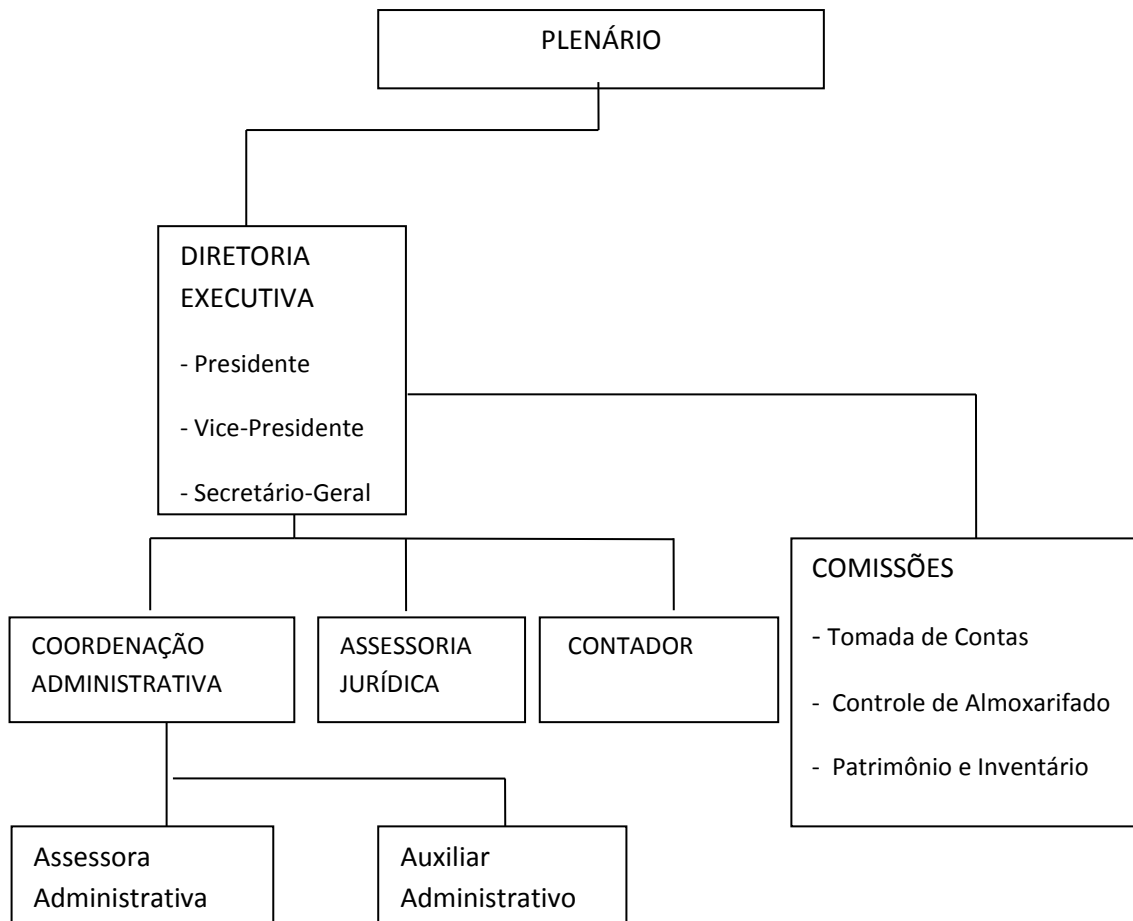 PLENÁRIO
DIRETORIA
EXECUTIVA
- Presidente
- Vice-Presidente
- Secretário-Geral
COORDENAÇÃO
ADMINISTRATIVA
ASSESSORIA
JURÍDICA
CONTADOR
COMISSÕES
- Tomada de Contas
- Controle de Almoxarifado
- Patrimônio e Inventário
Assessora
Administrativa
Auxiliar
Administrativo